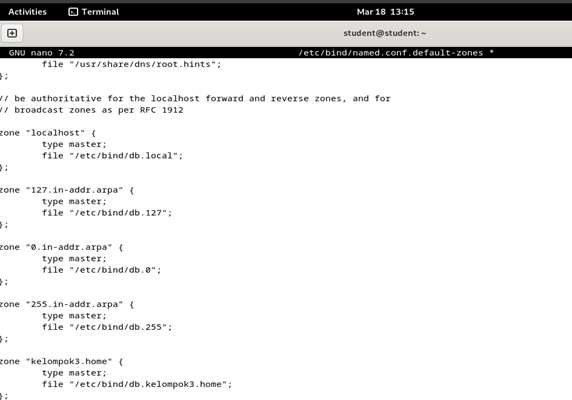 Activities Terminal Mar 18 13:15
student@student: ~
GNU nano 7.2 /etc/bind/named.conf.default-zones *
file "/usr/share/dns/root.hints";
};
// be authoritative for the localhost forward and reverse zones, and for
// broadcast zones as per RFC 1912
zone "localhost" {
type master;
file "/etc/bind/db.local";
};
zone "127.in-addr.arpa" {
type master;
file "/etc/bind/db.127";
};
zone "0.in-addr.arpa" {
type master;
file "/etc/bind/db.0";
};
zone "255.in-addr.arpa" {
type master;
file "/etc/bind/db.255";
};
zone "kelompok3.home" {
type master;
file "/etc/bind/db.kelompok3.home";
};